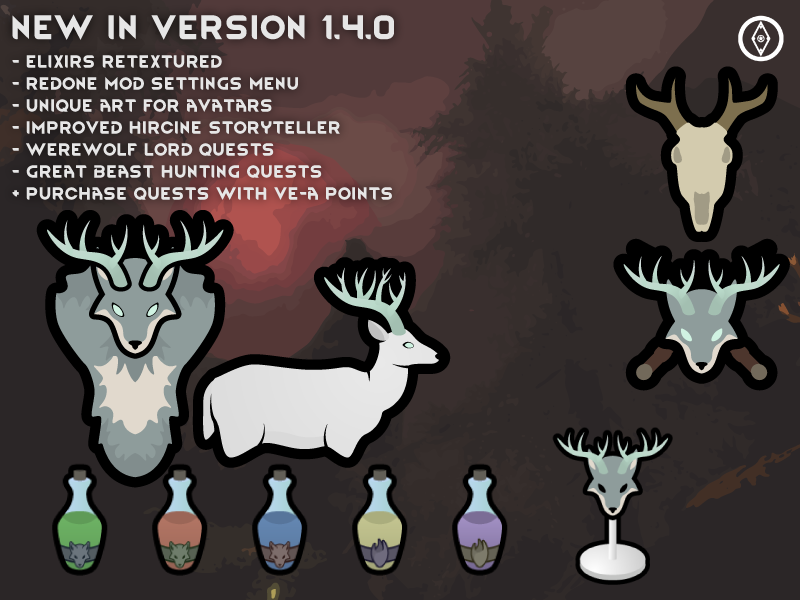 NEW IN VERSION 1.4.0
- ELIXIRS RETEXTURED
- REDONE MOD SETTINGS MENU
- UNIQUE ART FOR AVATARS
- IMPROVED HIRCINE STORYTELLER
- WEREWOLF LORD QUESTS
- GREAT BEAST HUNTING QUESTS
+ PURCHASE QUESTS WITH VE-A POINTS